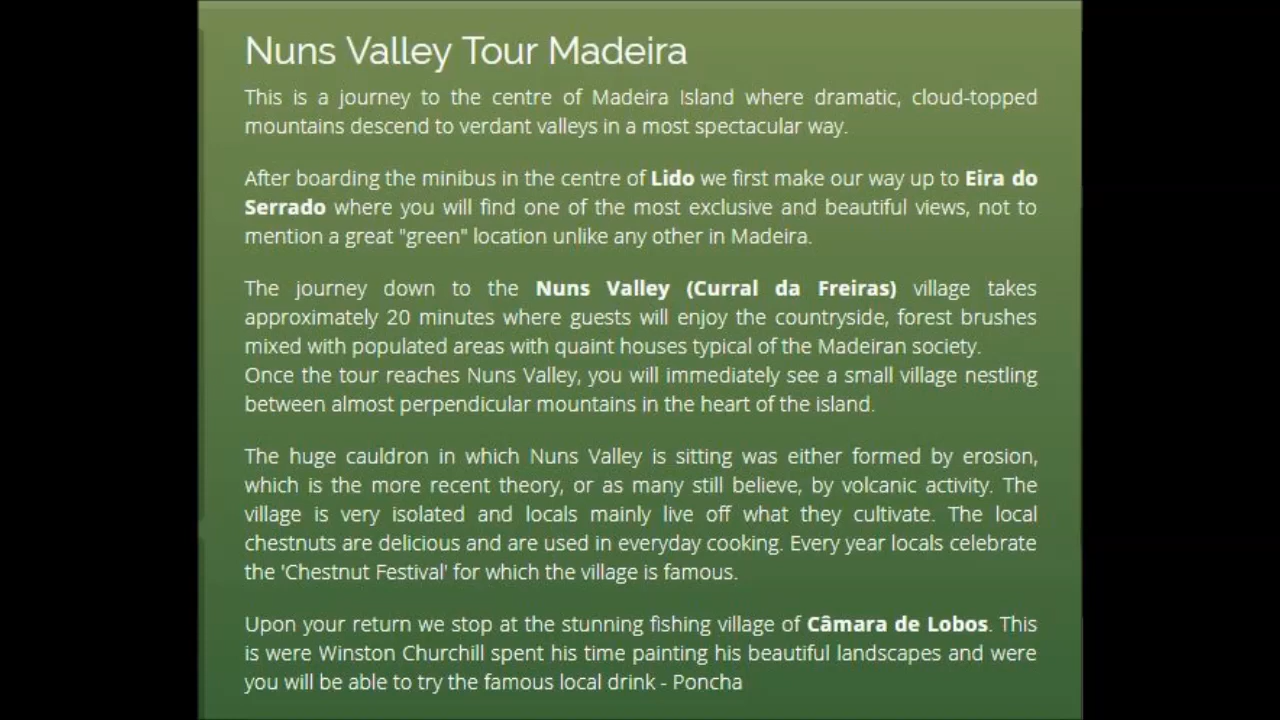 Nuns Valley Tour Madeira
This is a journey to the centre of Madeira Island where dramatic, cloud-topped
mountains descend to verdant valleys in a most spectacular way.
After boarding the minibus in the centre of Lido we first make our way up to Eira do
Serrado where you will find one of the most exclusive and beautiful views, not to
mention a great "green" location unlike any other in Madeira.
The journey down to the Nuns Valley (Curral da Freiras) village takes
approximately 20 minutes where guests will enjoy the countryside, forest brushes
mixed with populated areas with quaint houses typical of the Madeiran society.
Once the tour reaches Nuns Valley, you will immediately see a small village nestling
between almost perpendicular mountains in the heart of the island.
The huge cauldron in which Nuns Valley is sitting was either formed by erosion,
which is the more recent theory, or as many still believe, by volcanic activity. The
village is very isolated and locals mainly live off what they cultivate. The local
chestnuts are delicious and are used in everyday cooking. Every year locals celebrate
the 'Chestnut Festival' for which the village is famous.
Upon your return we stop at the stunning fishing village of Câmara de Lobos. This
is were Winston Churchill spent his time painting his beautiful landscapes and were
you will be able to try the famous local drink - Poncha